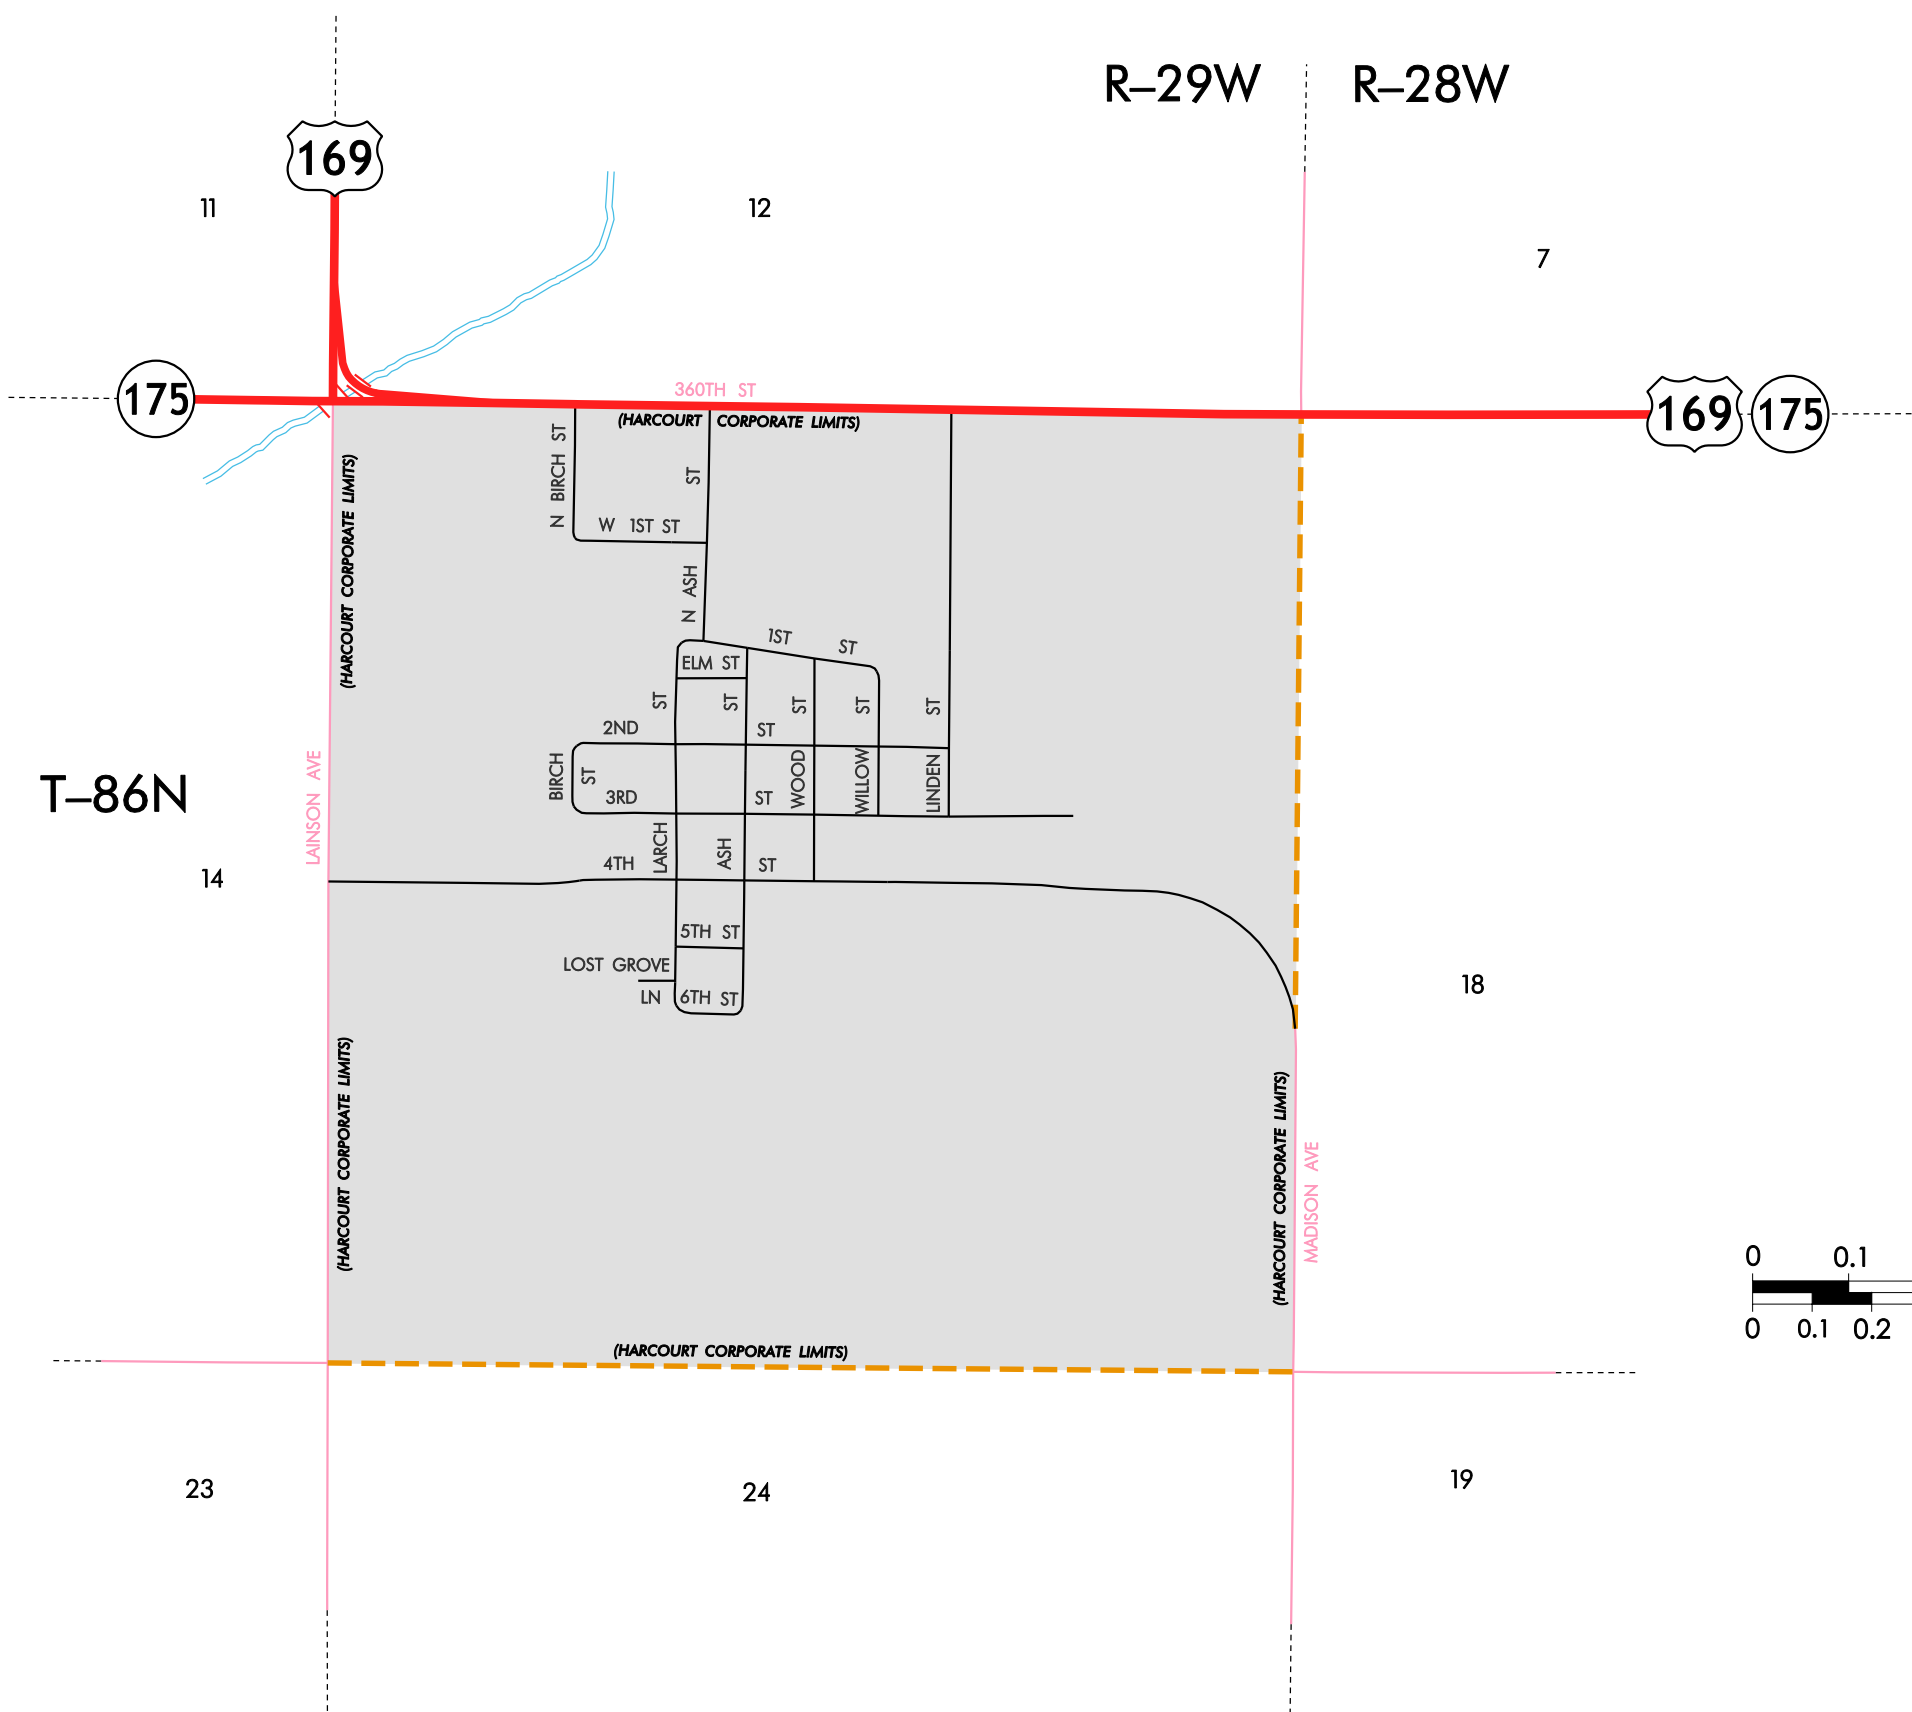 R–29W
R–28W
169
11
12
7
175
360TH ST
169
175
(HARCOURT CORPORATE LIMITS)
N BIRCH ST
W 1ST ST
N ASH ST
(HARCOURT CORPORATE LIMITS)
1ST ST
ELM ST
2ND ST
BIRCH ST
3RD ST
LARCH ST
ASH ST
WOOD ST
WILLOW ST
LINDEN ST
LAINSON AVE
T–86N
14
4TH ST
5TH ST
LOST GROVE
LN
6TH ST
18
(HARCOURT CORPORATE LIMITS)
(HARCOURT CORPORATE LIMITS)
MADISON AVE
0 0.1
0 0.1 0.2
(HARCOURT CORPORATE LIMITS)
23
24
19